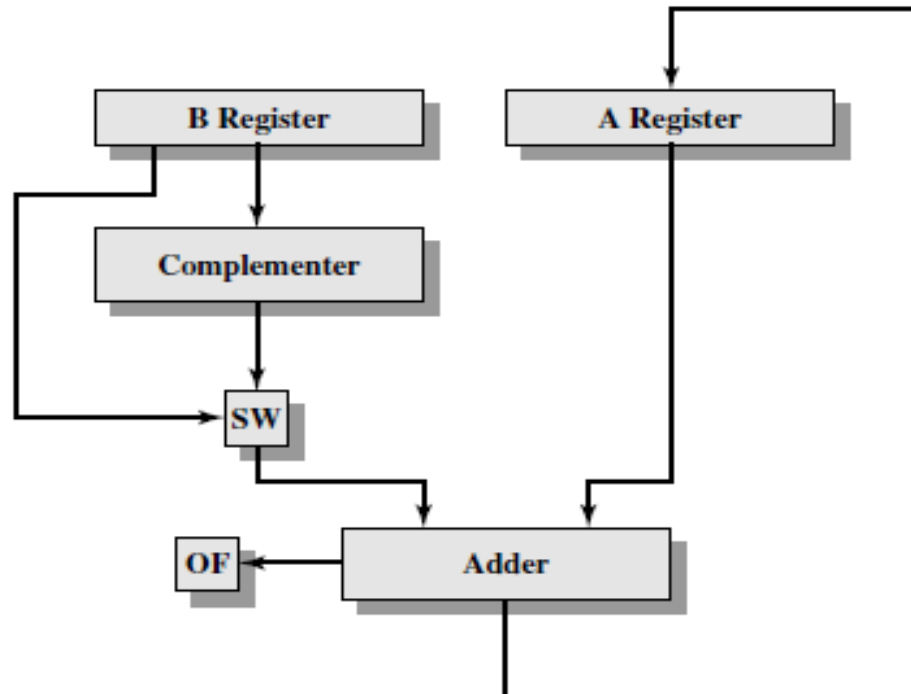 B Register
A Register
Complementer
SW
OF
Adder